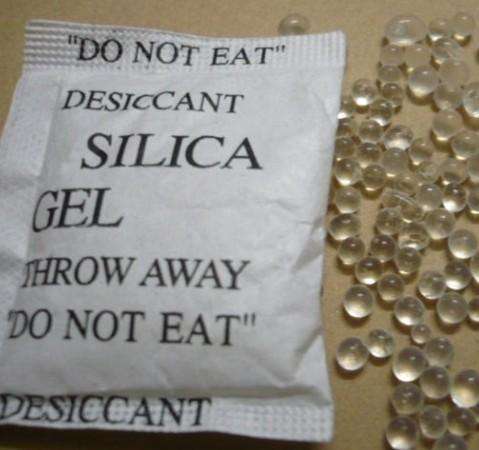 "DO NOT EAT"
DESICCANT
SILICA
GEL
THROW AWAY
"DO NOT EAT"
DESICCANT